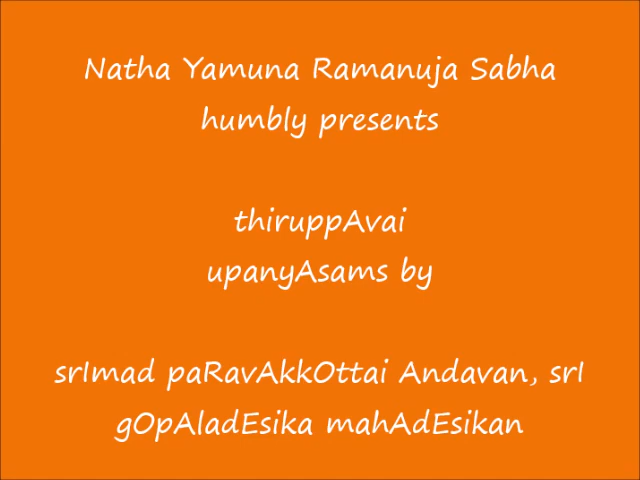 Natha Yamuna Ramanuja Sabha
humbly presents
thiruppAvai
upanyAsams by
srImad paRavAkkOttai Andavan, srI
gOpAladEsika mahAdEsikan